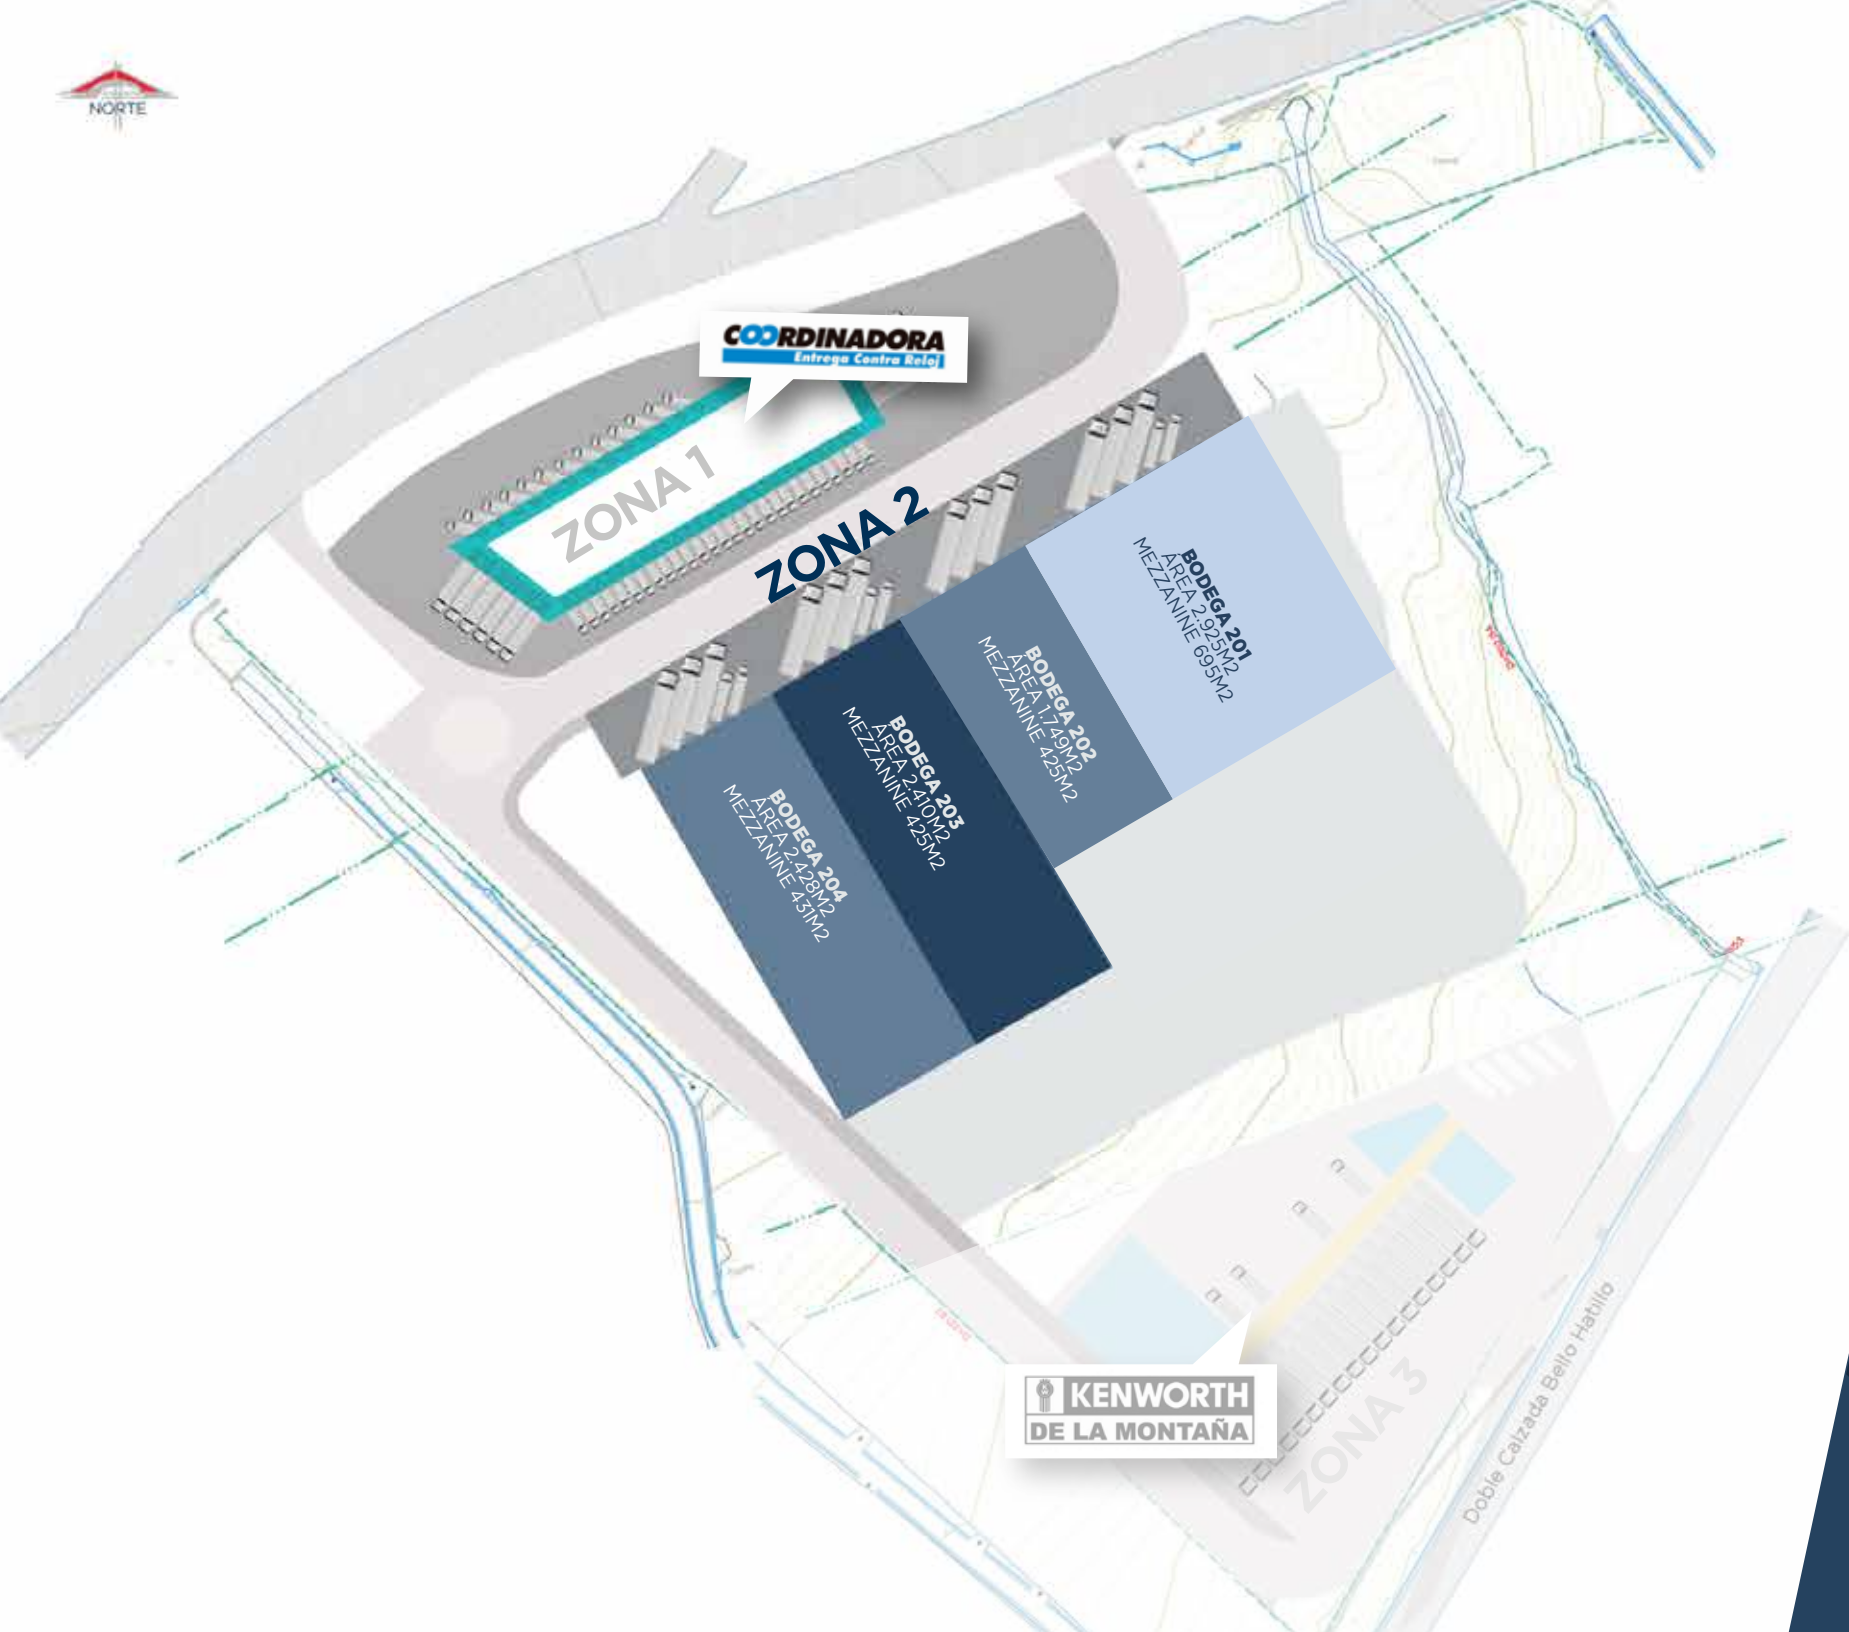 NORTE
COORDINADORA
Entrega Contra Reloj
ZONA 1
ZONA 2
BODEGA 201
ÁREA 2.925M2
MEZZANINE 695M2
BODEGA 202
ÁREA 1.749M2
MEZZANINE 425M2
BODEGA 203
ÁREA 2.410M2
MEZZANINE 425M2
BODEGA 204
ÁREA 2.428M2
MEZZANINE 431M2
KENWORTH
DE LA MONTAÑA
ZONA 3
Doble Calzada Bello Hatillo